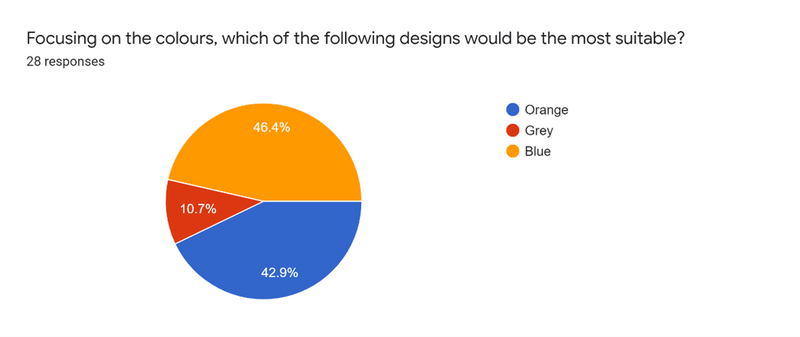 Focusing on the colours, which of the following designs would be the most suitable?
28 responses
46.4%
10.7%
42.9%
Orange
Grey
Blue